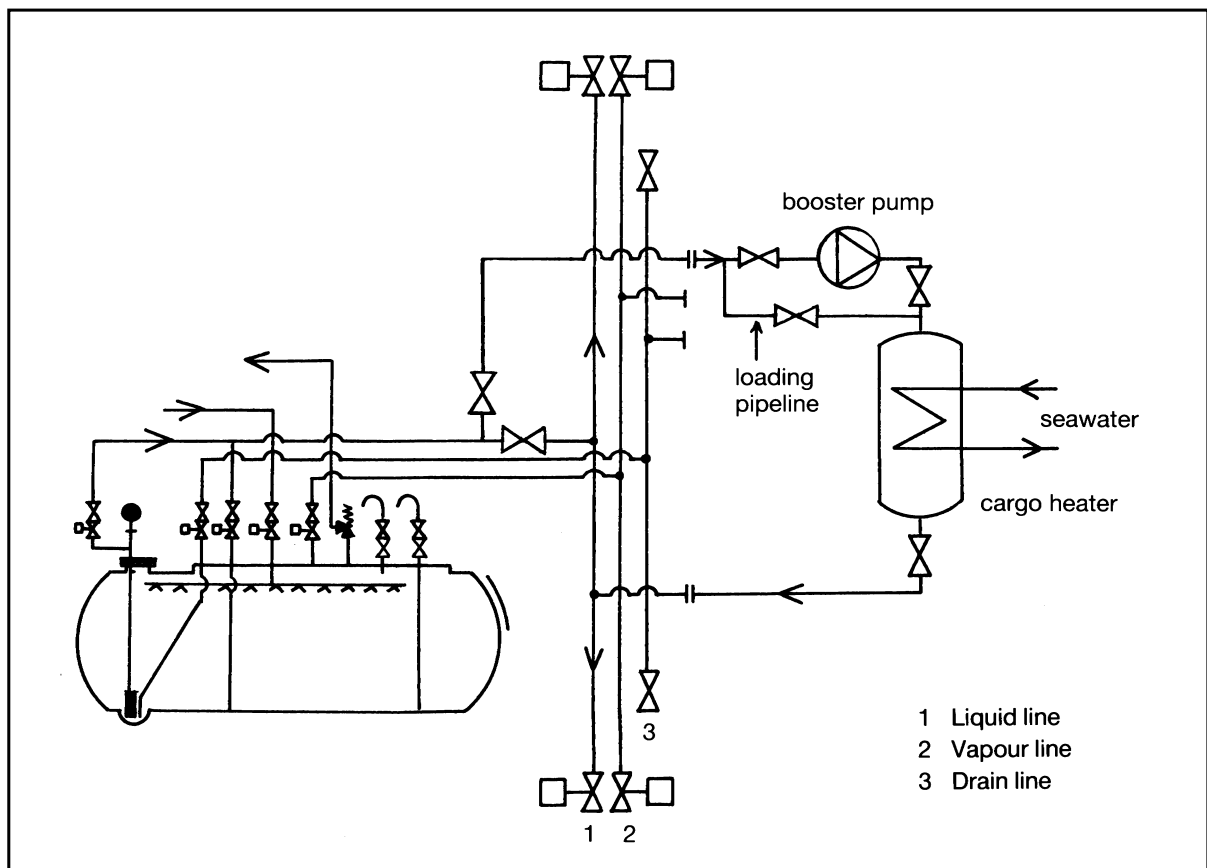 booster pump
loading
pipeline
seawater
cargo heater
3
1 Liquid line
2 Vapour line
3 Drain line
1 2